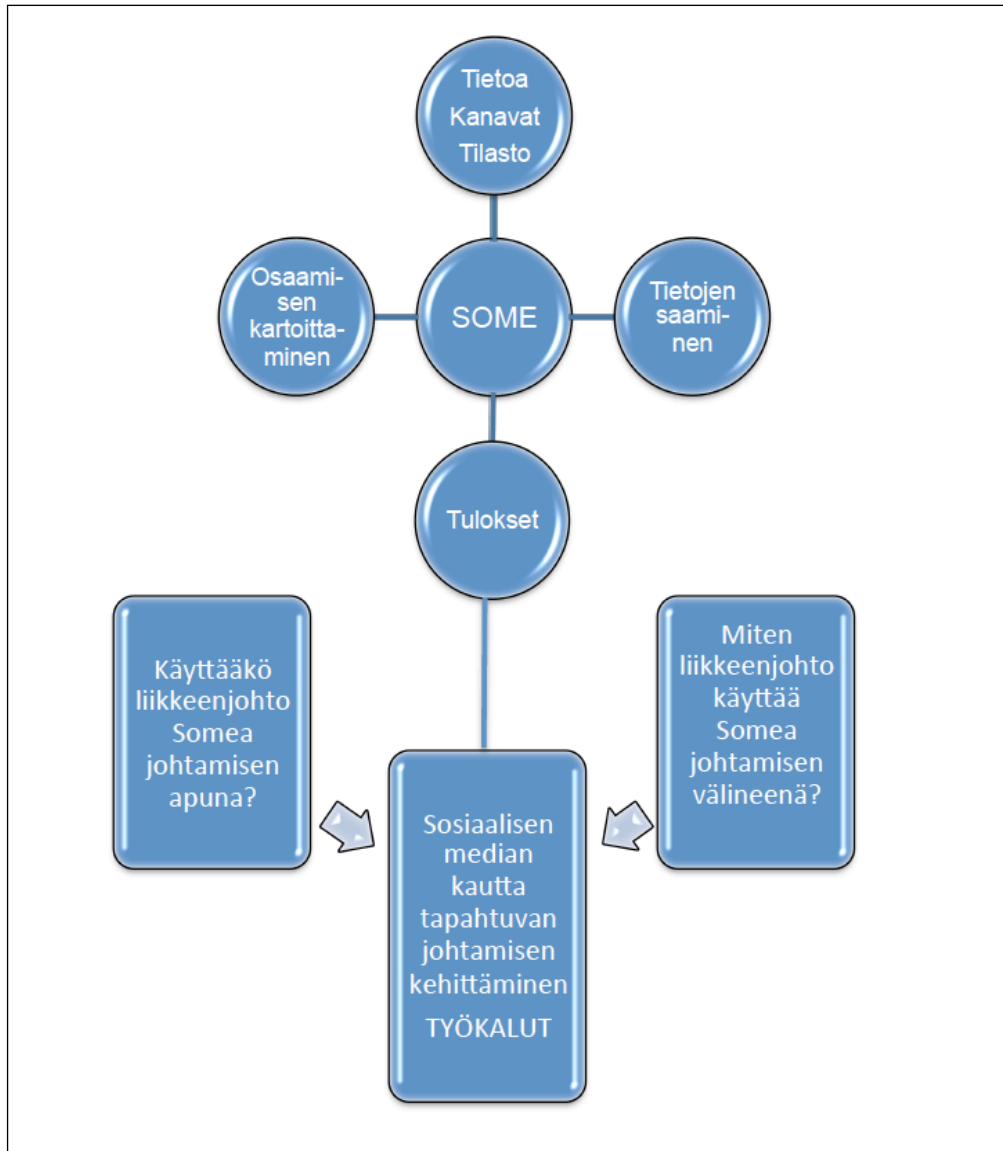 Tietoa
Kanavat
Tilasto
Osaami-
sen
kartoitta-
minen
SOME
Tietojen
saami-
nen
Tulokset
Käyttääkö
liikkeenjohto
Somea
johtamisen
apuna?
Miten
liikkeenjohto
käyttää
Somea
johtamisen
välineenä?
Sosiaalisen
median
kautta
tapahtuvan
johtamisen
kehittäminen
TYÖKALUT